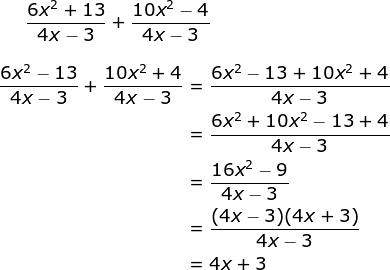 (6x² + 13)/(4x − 3) + (10x² − 4)/(4x − 3)
(6x² − 13)/(4x − 3) + (10x² + 4)/(4x − 3) = (6x² − 13 + 10x² + 4)/(4x − 3)
= (6x² + 10x² − 13 + 4)/(4x − 3)
= (16x² − 9)/(4x − 3)
= ((4x − 3)(4x + 3))/(4x − 3)
= 4x + 3